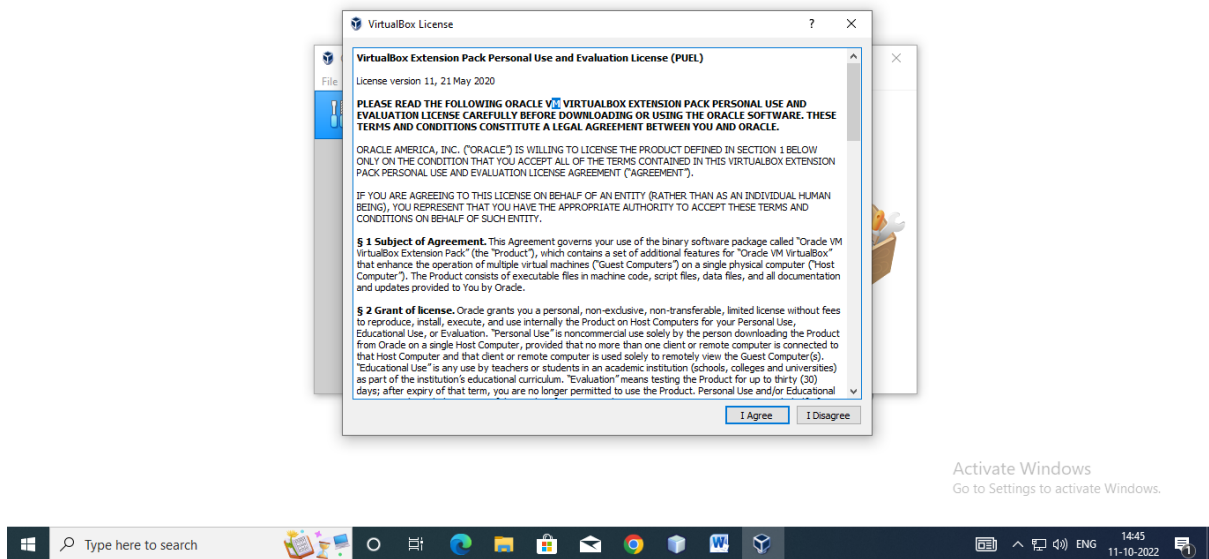 VirtualBox License
?
File
VirtualBox Extension Pack Personal Use and Evaluation License (PUEL)
License version 11, 21 May 2020
PLEASE READ THE FOLLOWING ORACLE VM VIRTUALBOX EXTENSION PACK PERSONAL USE AND
EVALUATION LICENSE CAREFULLY BEFORE DOWNLOADING OR USING THE ORACLE SOFTWARE. THESE
TERMS AND CONDITIONS CONSTITUTE A LEGAL AGREEMENT BETWEEN YOU AND ORACLE.
ORACLE AMERICA, INC. ("ORACLE") IS WILLING TO LICENSE THE PRODUCT DEFINED IN SECTION 1 BELOW
ONLY ON THE CONDITION THAT YOU ACCEPT ALL OF THE TERMS CONTAINED IN THIS VIRTUALBOX EXTENSION
PACK PERSONAL USE AND EVALUATION LICENSE AGREEMENT ("AGREEMENT").
IF YOU ARE AGREEING TO THIS LICENSE ON BEHALF OF AN ENTITY (RATHER THAN AS AN INDIVIDUAL HUMAN
BEING), YOU REPRESENT THAT YOU HAVE THE APPROPRIATE AUTHORITY TO ACCEPT THESE TERMS AND
CONDITIONS ON BEHALF OF SUCH ENTITY.
§ 1 Subject of Agreement. This Agreement governs your use of the binary software package called "Oracle VM
VirtualBox Extension Pack" (the "Product"), which contains a set of additional features for "Oracle VM VirtualBox"
that enhance the operation of multiple virtual machines ("Guest Computers") on a single physical computer ("Host
Computer"). The Product consists of executable files in machine code, script files, data files, and all documentation
and updates provided to You by Oracle.
§ 2 Grant of license. Oracle grants you a personal, non-exclusive, non-transferable, limited license without fees
to reproduce, install, execute, and use internally the Product on Host Computers for your Personal Use,
Educational Use, or Evaluation. "Personal Use" is noncommercial use solely by the person downloading the Product
from Oracle on a single Host Computer, provided that no more than one client or remote computer is connected to
that Host Computer and that client or remote computer is used solely to remotely view the Guest Computer(s).
"Educational Use" is any use by teachers or students in an academic institution (schools, colleges and universities)
as part of the institution's educational curriculum. "Evaluation" means testing the Product for up to thirty (30)
days; after expiry of that term, you are no longer permitted to use the Product. Personal Use and/or Educational
I Agree
I Disagree
Activate Windows
Go to Settings to activate Windows.
Type here to search
W
ENG
14:45
11-10-2022
1